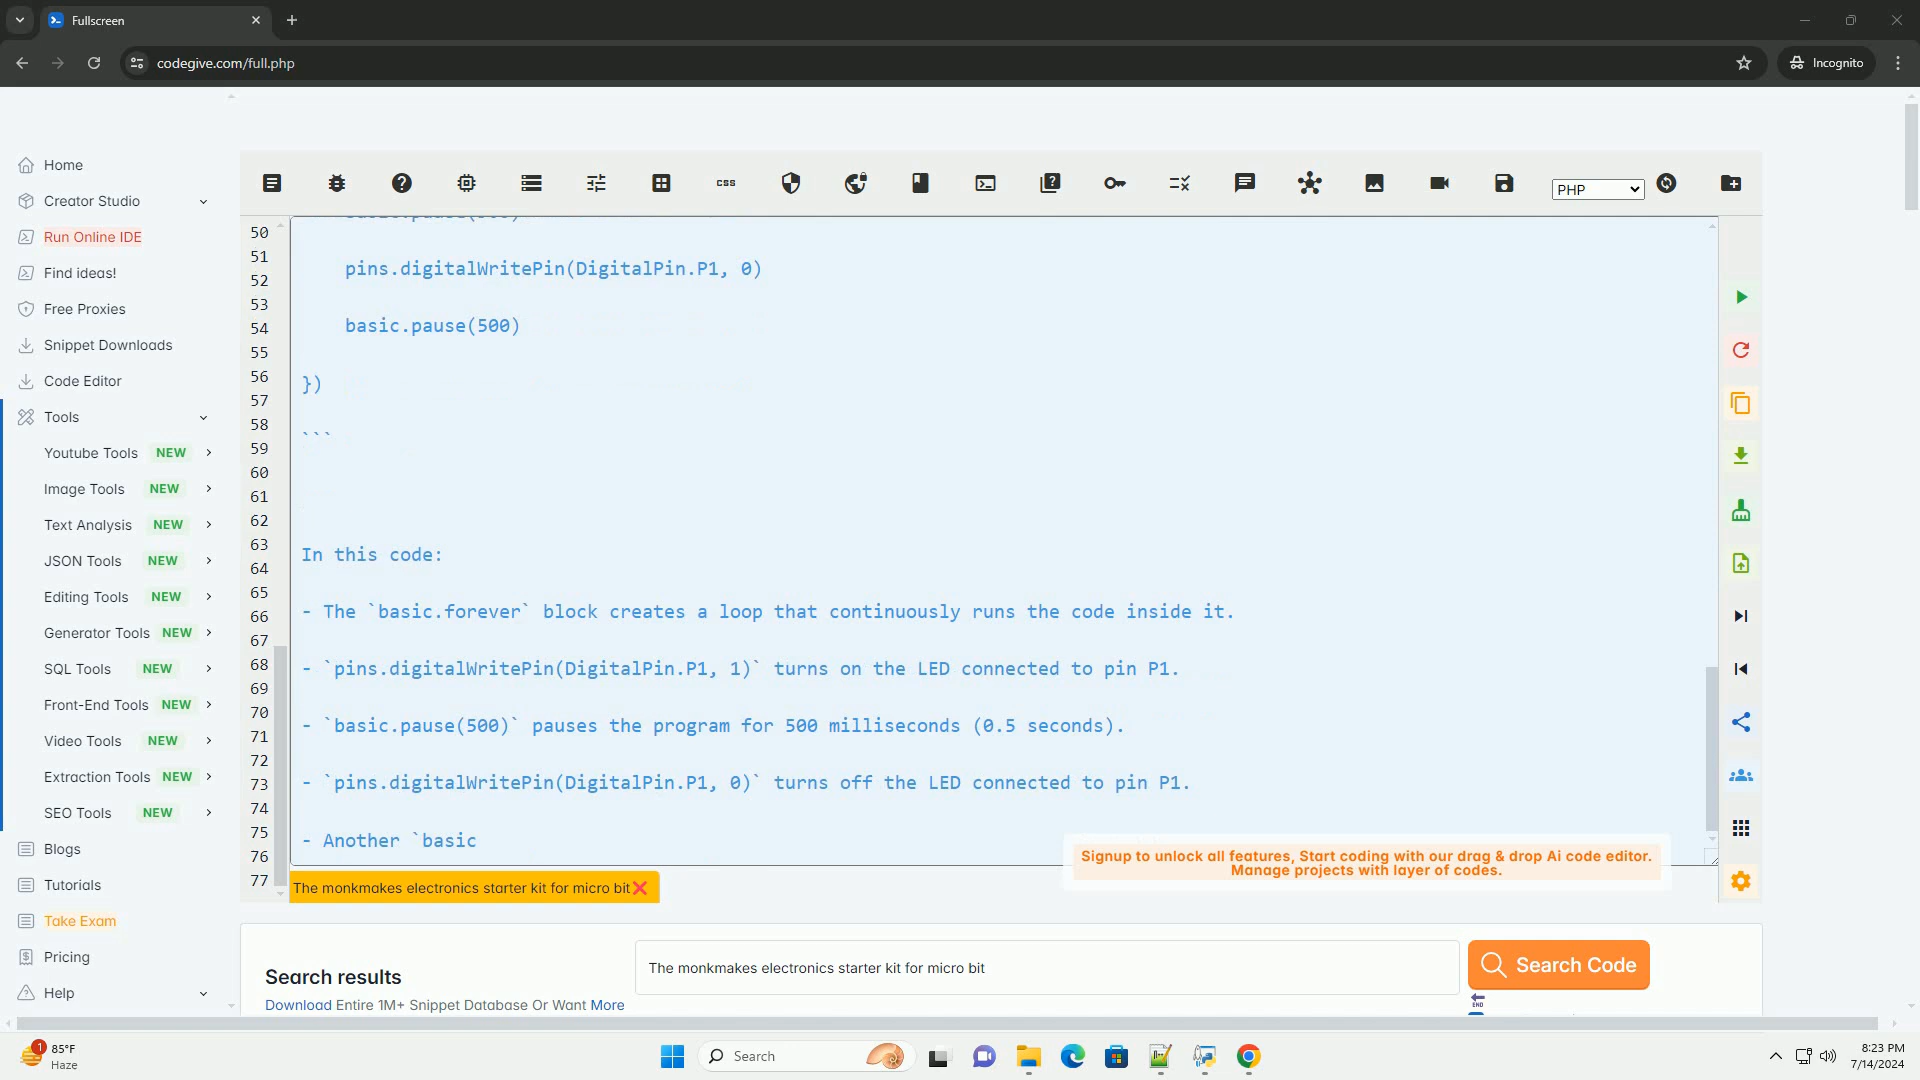 Fullscreen
codegive.com/full.php
Incognito
Home
Creator Studio
Run Online IDE
Find ideas!
Free Proxies
Snippet Downloads
Code Editor
Tools
Youtube Tools NEW
Image Tools NEW
Text Analysis NEW
JSON Tools NEW
Editing Tools NEW
Generator Tools NEW
SQL Tools NEW
Front-End Tools NEW
Video Tools NEW
Extraction Tools NEW
SEO Tools NEW
Blogs
Tutorials
Take Exam
Pricing
Help
css
PHP
50
51
52
53
54
55
56
57
58
59
60
61
62
63
64
65
66
67
68
69
70
71
72
73
74
75
76
77
pins.digitalWritePin(DigitalPin.P1, 0)
basic.pause(500)
})
```
In this code:
- The `basic.forever` block creates a loop that continuously runs the code inside it.
- `pins.digitalWritePin(DigitalPin.P1, 1)` turns on the LED connected to pin P1.
- `basic.pause(500)` pauses the program for 500 milliseconds (0.5 seconds).
- `pins.digitalWritePin(DigitalPin.P1, 0)` turns off the LED connected to pin P1.
- Another `basic
Signup to unlock all features, Start coding with our drag & drop Ai code editor.
Manage projects with layer of codes.
The monkmakes electronics starter kit for micro bit
Search results
Download Entire 1M+ Snippet Database Or Want More
The monkmakes electronics starter kit for micro bit
Search Code
END
1
85°F
Haze
Search
8:23 PM
7/14/2024